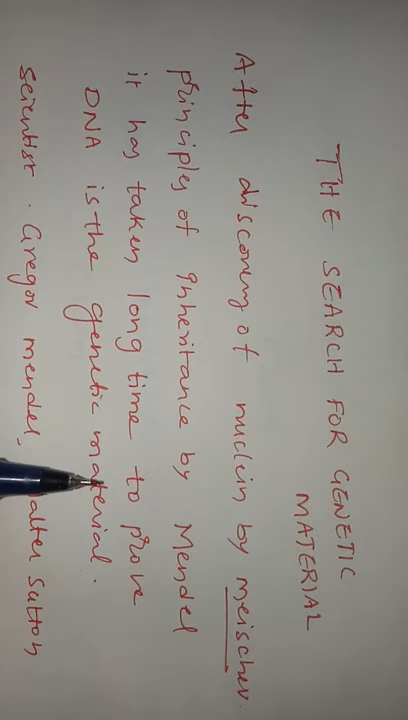 THE SEARCH FOR GENETIC
MATERIAL
After discovery of nuclein by meischer.
principles of Inheritance by Mendel
it has taken long time to prove
DNA is the genetic material.
Scientist. Gregor mendel, Walter Sutton